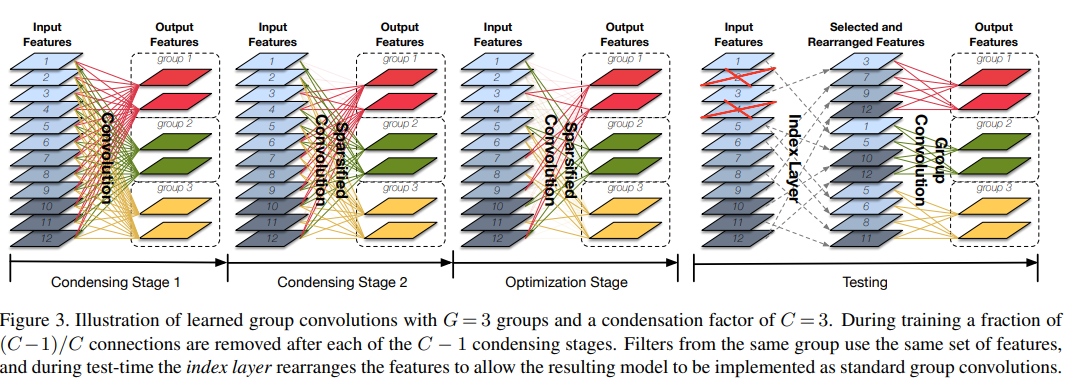 Input Features
Output Features
Input Features
Output Features
Input Features
Output Features
Input Features
Selected and Rearranged Features
Output Features
1
2
3
4
5
6
7
8
9
10
11
12
Convolution
group 1
group 2
group 3
1
2
3
4
5
6
7
8
9
10
11
12
Sparsified Convolution
group 1
group 2
group 3
1
2
3
4
5
6
7
8
9
10
11
12
Sparsified Convolution
group 1
group 2
group 3
1
3
5
6
7
8
9
10
11
12
Index Layer
3
7
9
12
1
5
10
12
5
6
8
11
Group Convolution
group 1
group 2
group 3
Condensing Stage 1
Condensing Stage 2
Optimization Stage
Testing
Figure 3. Illustration of learned group convolutions with G = 3 groups and a condensation factor of C = 3. During training a fraction of
(C−1)/C connections are removed after each of the C − 1 condensing stages. Filters from the same group use the same set of features,
and during test-time the index layer rearranges the features to allow the resulting model to be implemented as standard group convolutions.